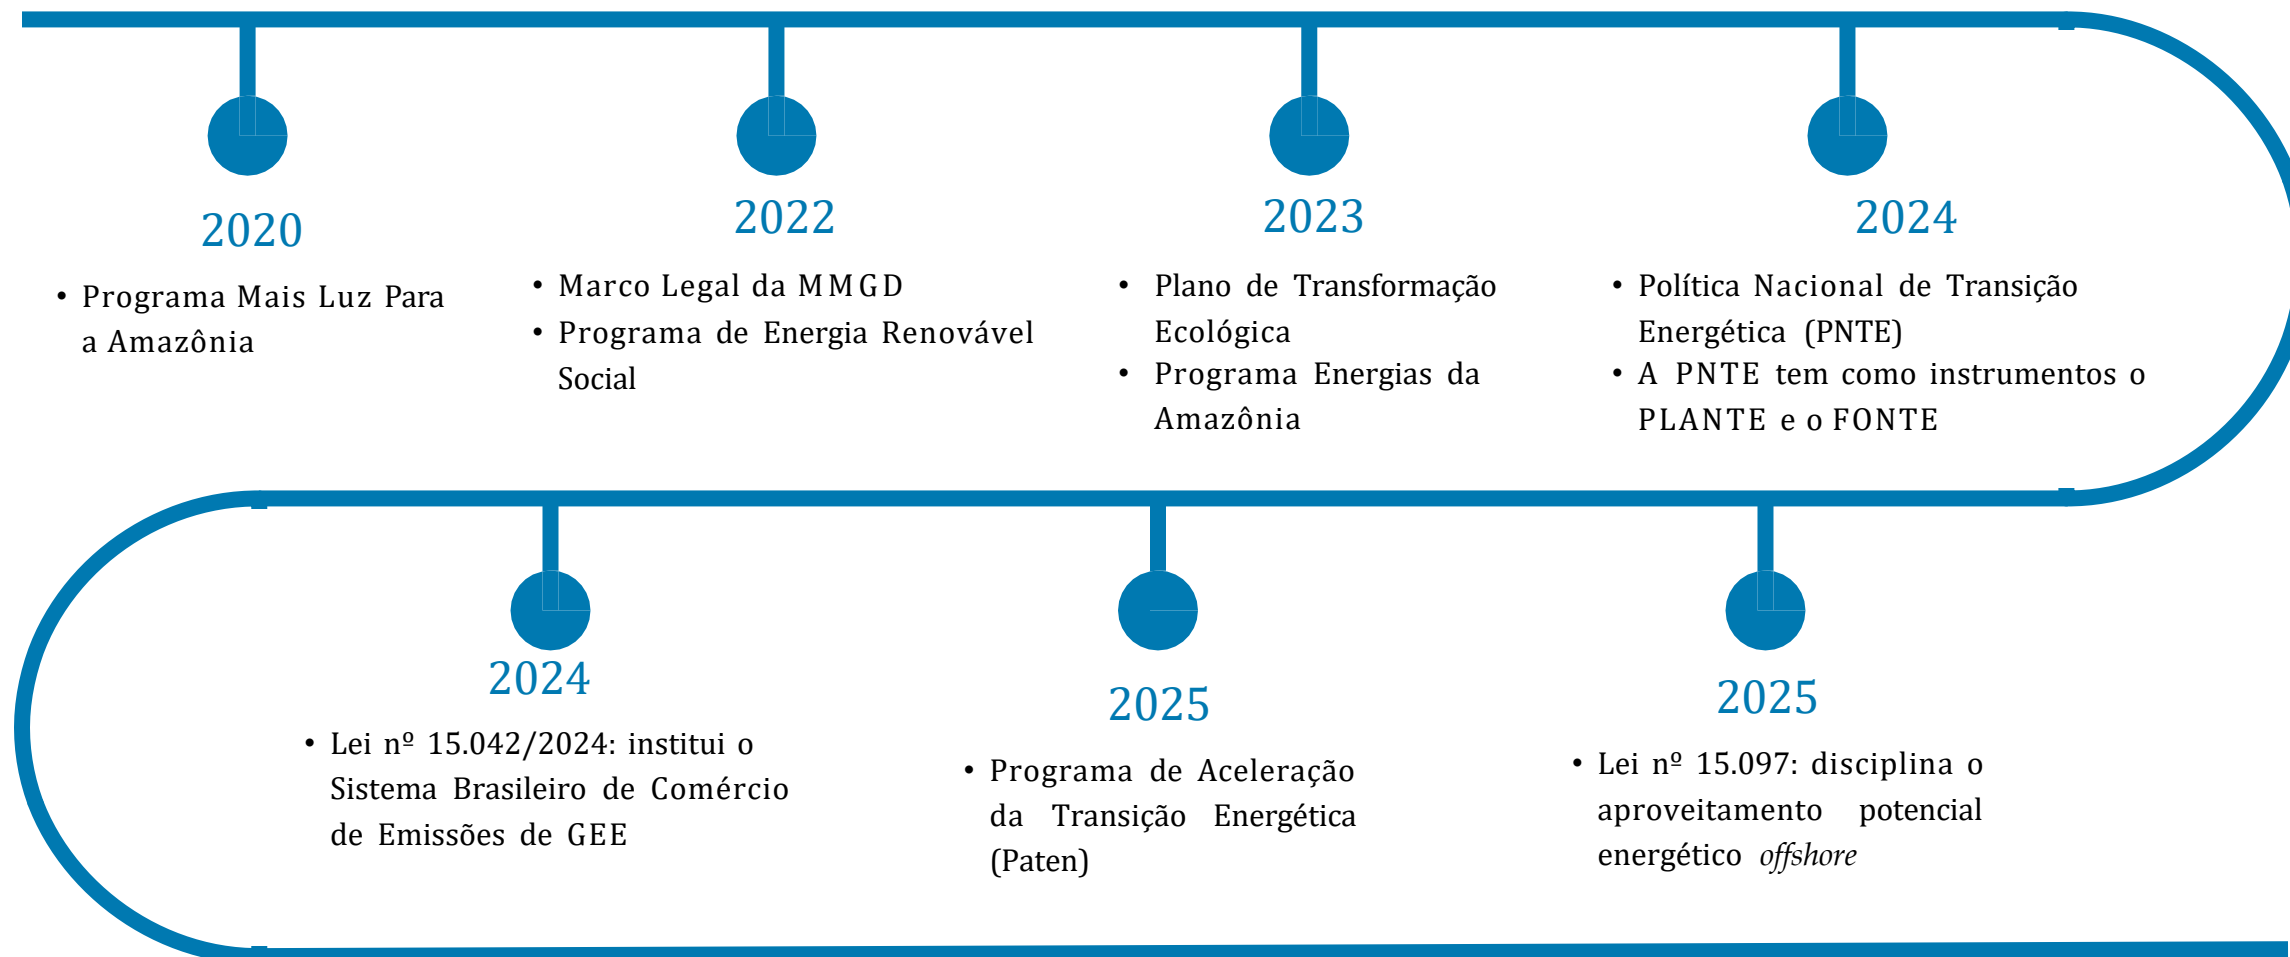 2020
• Programa Mais Luz Para
a Amazônia
2022
• Marco Legal da MMGD
• Programa de Energia Renovável
Social
2023
• Plano de Transformação
Ecológica
• Programa Energias da
Amazônia
2024
• Política Nacional de Transição
Energética (PNTE)
• A PNTE tem como instrumentos o
PLANTE e o FONTE
2024
• Lei nº 15.042/2024: institui o
Sistema Brasileiro de Comércio
de Emissões de GEE
2025
• Programa de Aceleração
da Transição Energética
(Paten)
2025
• Lei nº 15.097: disciplina o
aproveitamento potencial
energético offshore